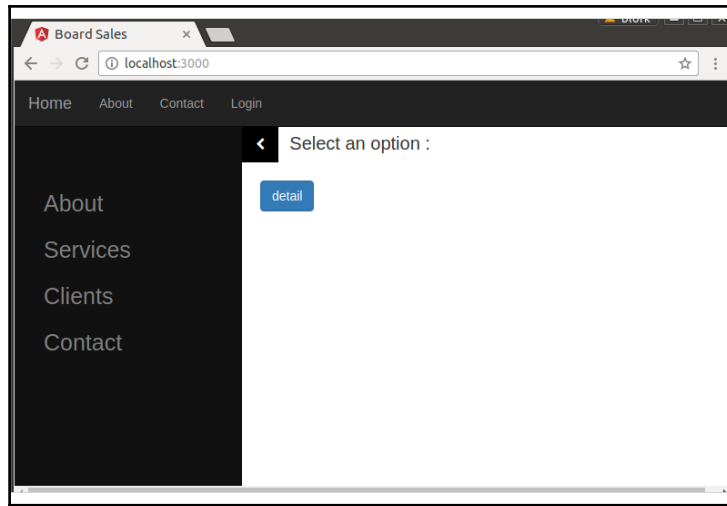 Board Sales
localhost:3000
Home About Contact Login
Select an option :
detail
About
Services
Clients
Contact